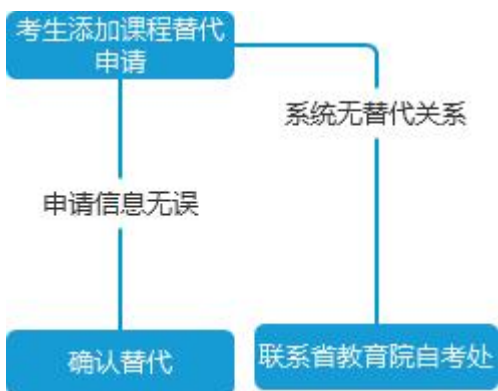 考生添加课程替代
申请
系统无替代关系
申请信息无误
确认替代
联系省教育院自考处